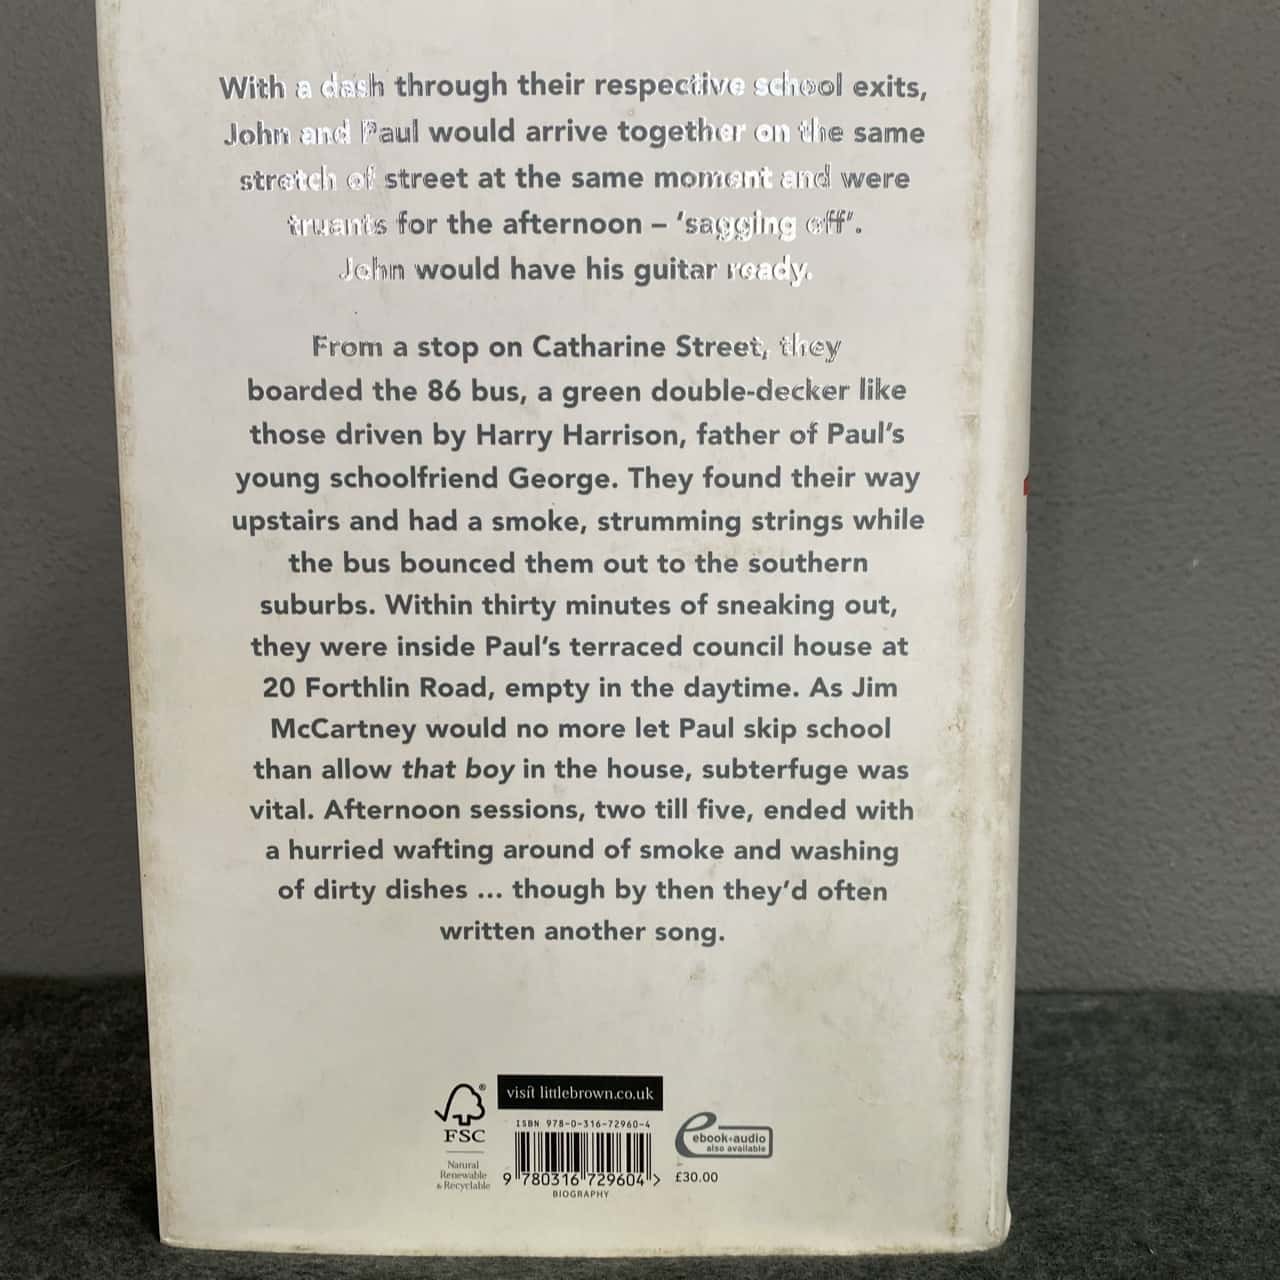 With a dash through their respective school exits,
John and Paul would arrive together on the same
stretch of street at the same moment and were
truants for the afternoon – ‘sagging off’.
John would have his guitar ready.
From a stop on Catharine Street, they
boarded the 86 bus, a green double-decker like
those driven by Harry Harrison, father of Paul’s
young schoolfriend George. They found their way
upstairs and had a smoke, strumming strings while
the bus bounced them out to the southern
suburbs. Within thirty minutes of sneaking out,
they were inside Paul’s terraced council house at
20 Forthlin Road, empty in the daytime. As Jim
McCartney would no more let Paul skip school
than allow that boy in the house, subterfuge was
vital. Afternoon sessions, two till five, ended with
a hurried wafting around of smoke and washing
of dirty dishes ... though by then they’d often
written another song.
visit littlebrown.co.uk
FSC®
Natural
Renewable
& Recyclable
ISBN 978-0-316-72960-4
9 780316 729604 >
BIOGRAPHY
ebook+audio
also available
£30.00